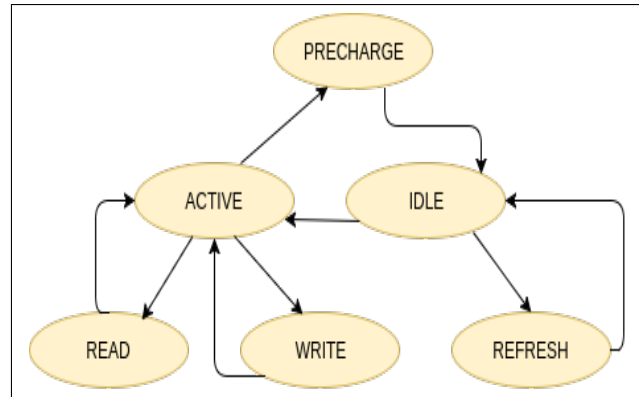 PRECHARGE
ACTIVE
IDLE
READ
WRITE
REFRESH